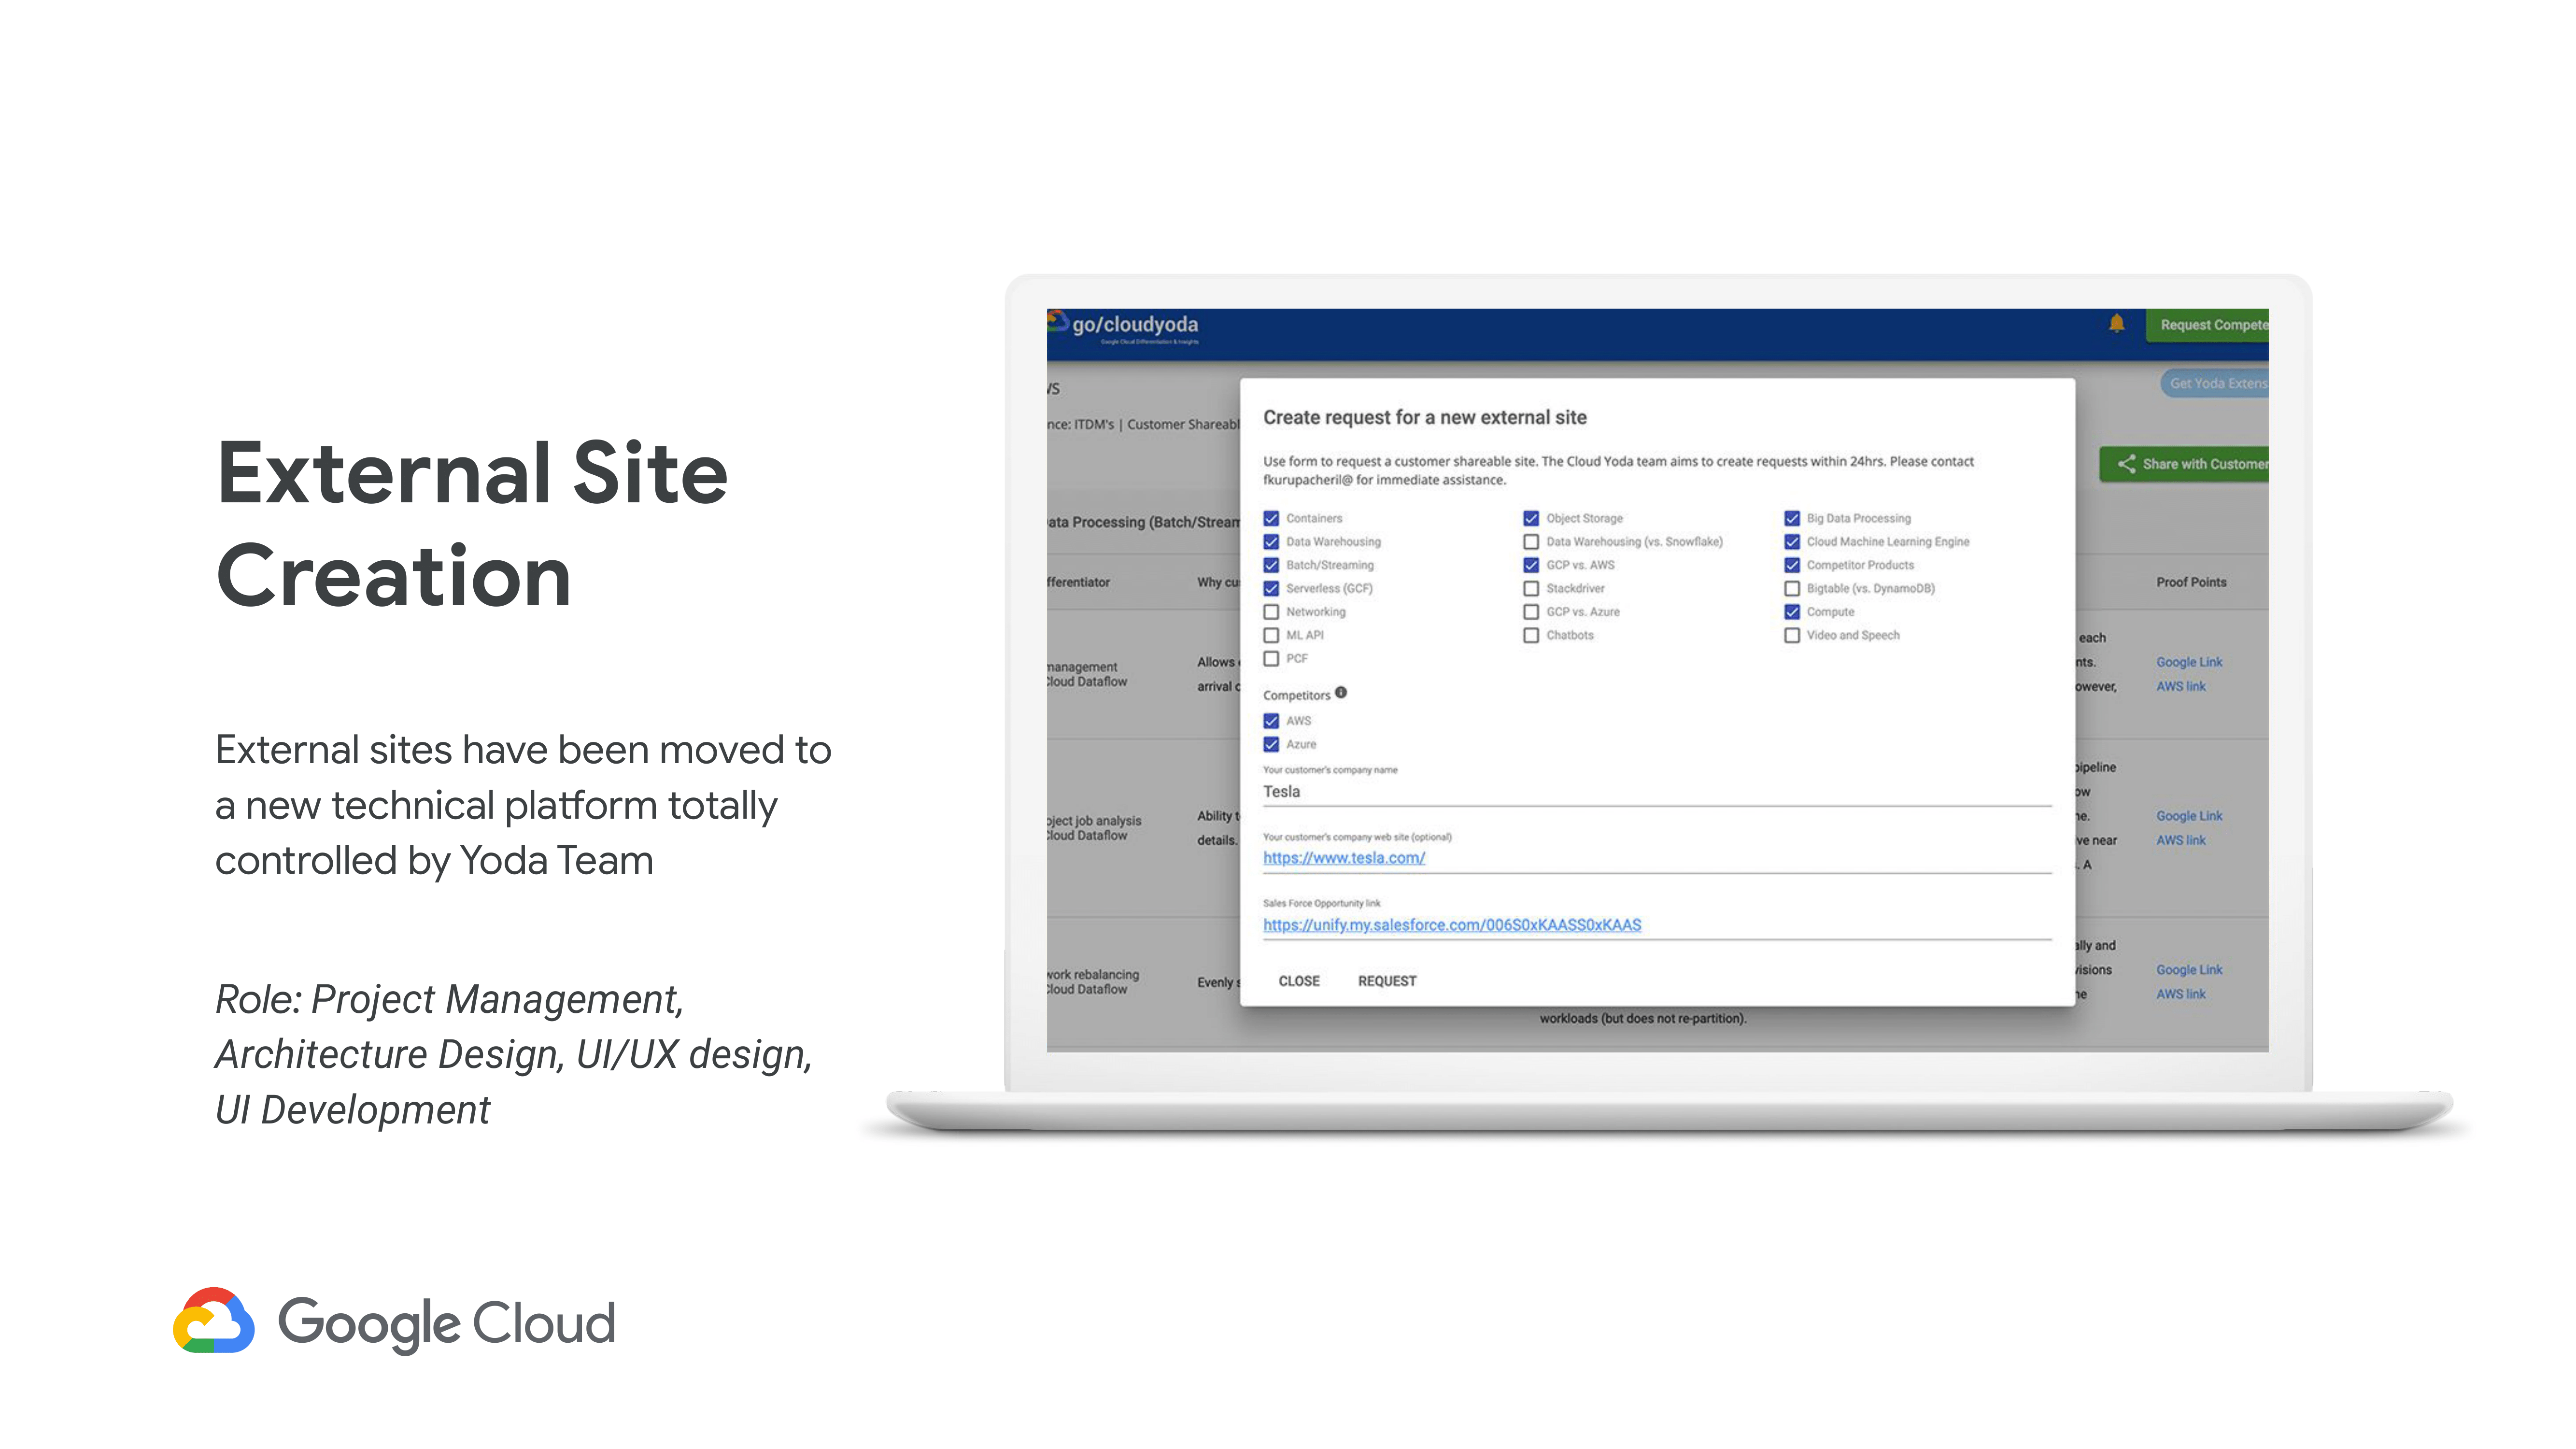 External Site
Creation
External sites have been moved to
a new technical platform totally
controlled by Yoda Team
Role: Project Management,
Architecture Design, UI/UX design,
UI Development
Google Cloud
go/cloudyoda
Google Cloud Differentiation & Insights
Request Compete
Get Yoda Extens
nce: ITDM's | Customer Shareabl
Share with Customer
ata Processing (Batch/Stream
fferentiator
Why cu
Proof Points
management
Cloud Dataflow
Allows
arrival
each
nts.
owever,
Google Link
AWS link
oject job analysis
Cloud Dataflow
Ability t
details.
pipeline
ow
ne.
ve near
. A
Google Link
AWS link
work rebalancing
Cloud Dataflow
Evenly s
ally and
visions
ne
Google Link
AWS link
workloads (but does not re-partition).
Create request for a new external site
Use form to request a customer shareable site. The Cloud Yoda team aims to create requests within 24hrs. Please contact
fkurupacheril@ for immediate assistance.
Containers
Object Storage
Big Data Processing
Data Warehousing
Data Warehousing (vs. Snowflake)
Cloud Machine Learning Engine
Batch/Streaming
GCP vs. AWS
Competitor Products
Serverless (GCF)
Stackdriver
Bigtable (vs. DynamoDB)
Networking
GCP vs. Azure
Compute
ML API
Chatbots
Video and Speech
PCF
Competitors
AWS
Azure
Your customer's company name
Tesla
Your customer's company web site (optional)
https://www.tesla.com/
Sales Force Opportunity link
https://unify.my.salesforce.com/006S0xKAASS0xKAAS
CLOSE
REQUEST